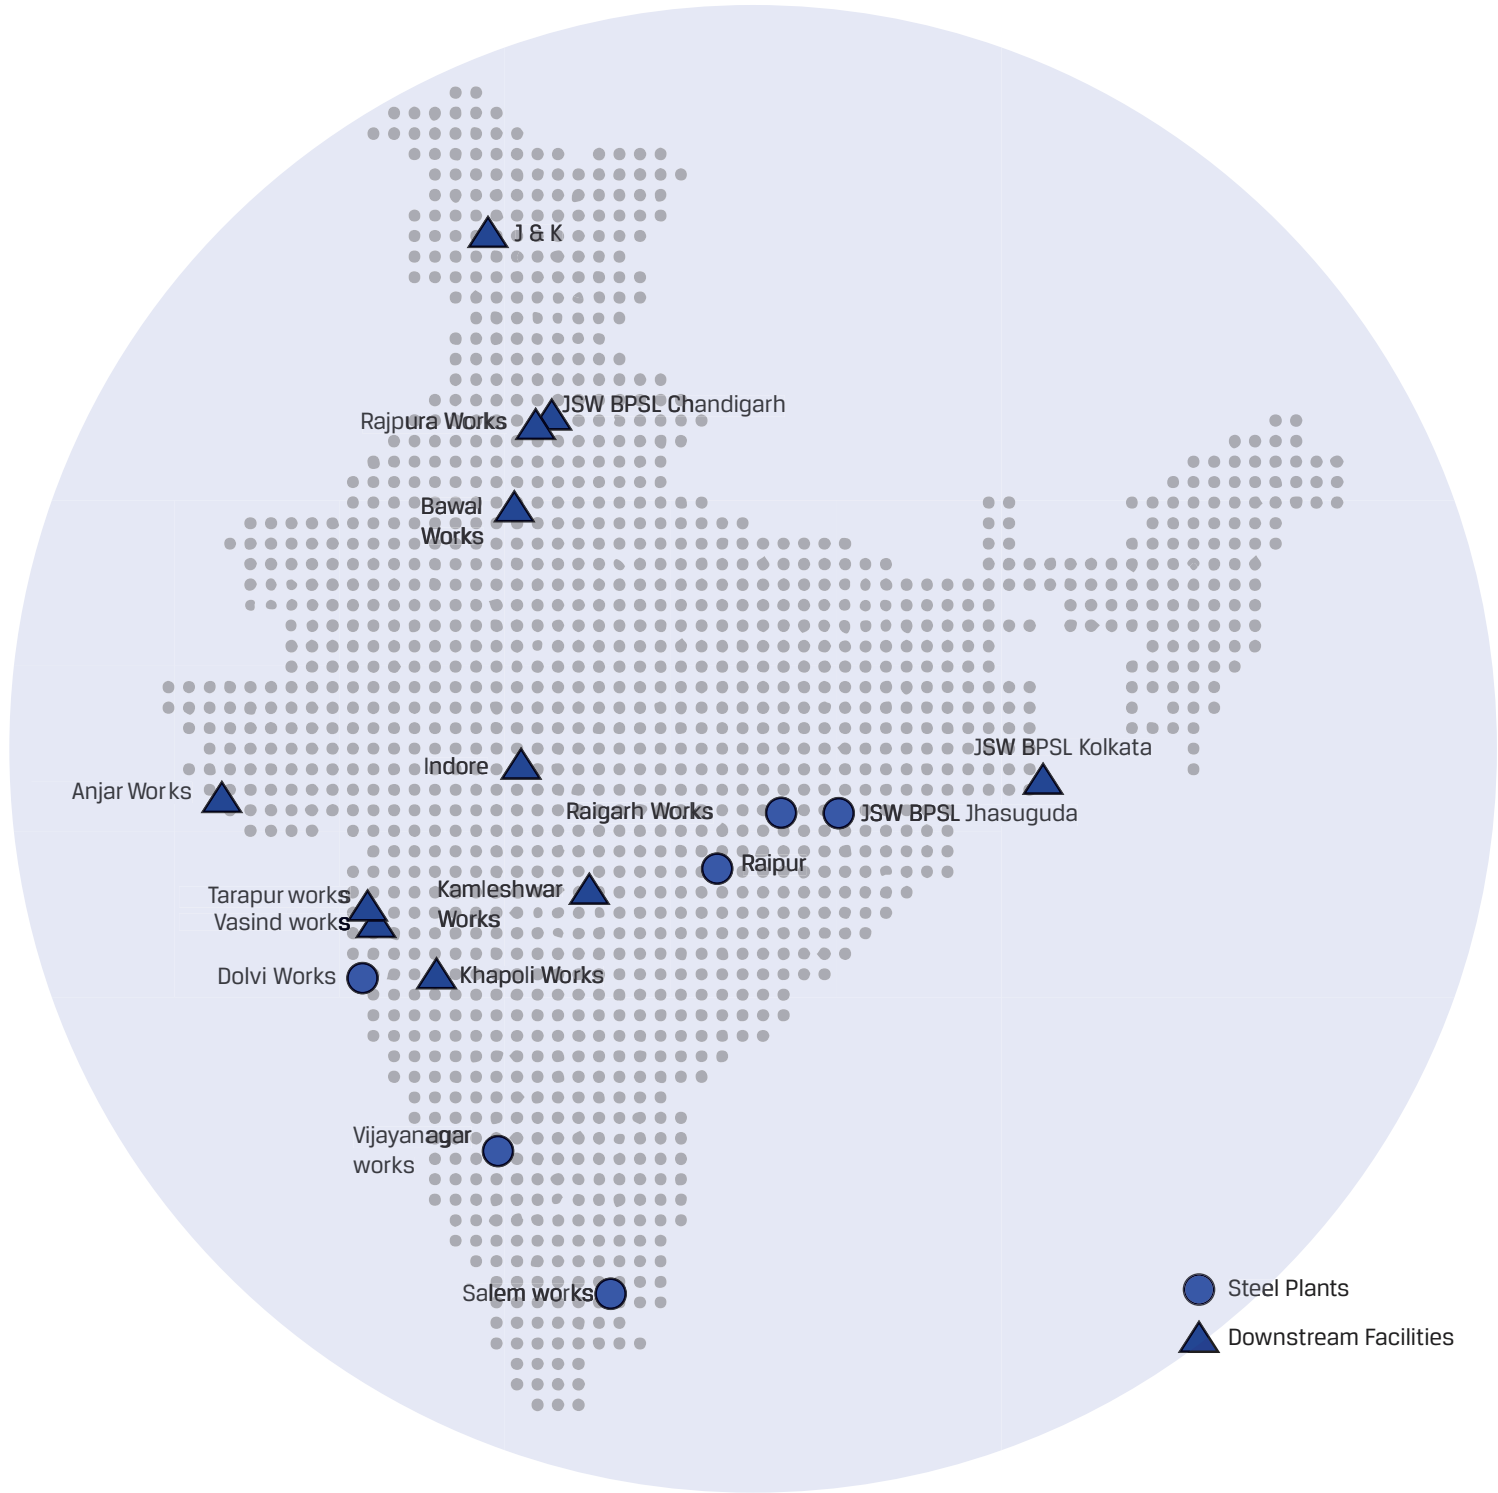 J & K
JSW BPSL Chandigarh
Rajpura Works
Bawal
Works
JSW BPSL Kolkata
Indore
Anjar Works
Raigarh Works
JSW BPSL Jhasuguda
Raipur
Tarapur works
Kamleshwar
Works
Vasind works
Dolvi Works
Khapoli Works
Vijayanagar
works
Salem works
Steel Plants
Downstream Facilities